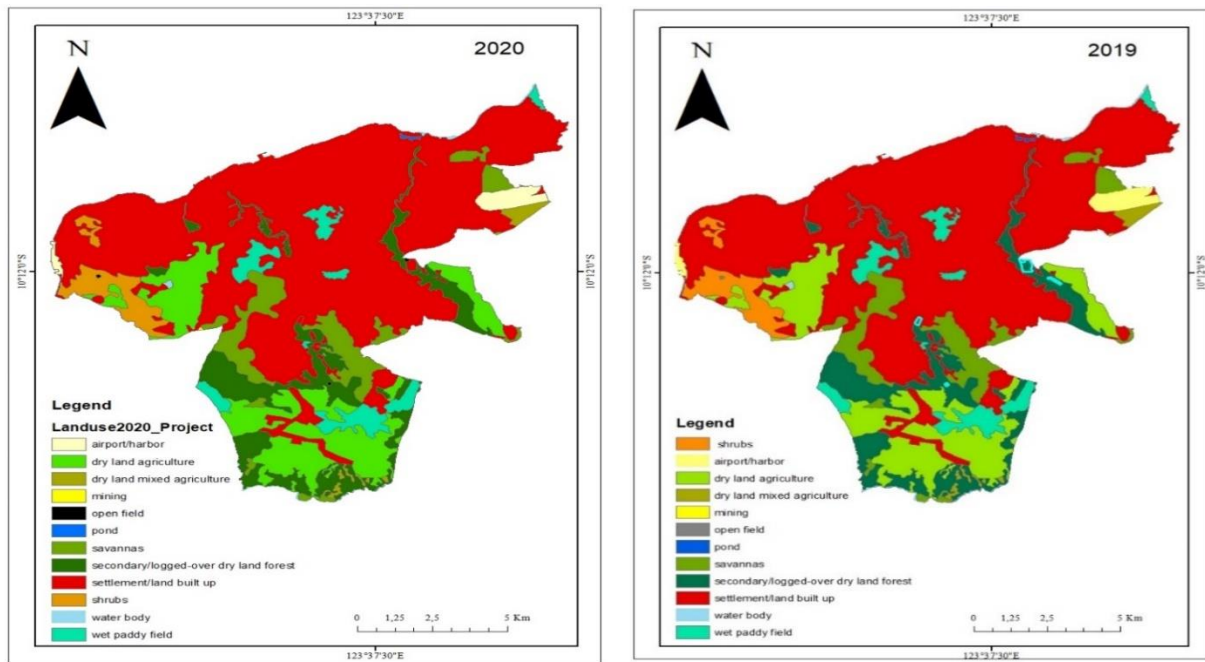 123°37'30"E
2020
N
10°12'0"S
Legend
Landuse2020_Project
airport/harbor
dry land agriculture
dry land mixed agriculture
mining
open field
pond
savannas
secondary/logged-over dry land forest
settlement/land built up
shrubs
water body
wet paddy field
0 1,25 2,5 5 Km
123°37'30"E
123°37'30"E
2019
N
10°12'0"S
10°12'0"S
Legend
shrubs
airport/harbor
dry land agriculture
dry land mixed agriculture
mining
open field
pond
savannas
secondary/logged-over dry land forest
settlement/land built up
water body
wet paddy field
0 1,25 2,5 5 Km
123°37'30"E